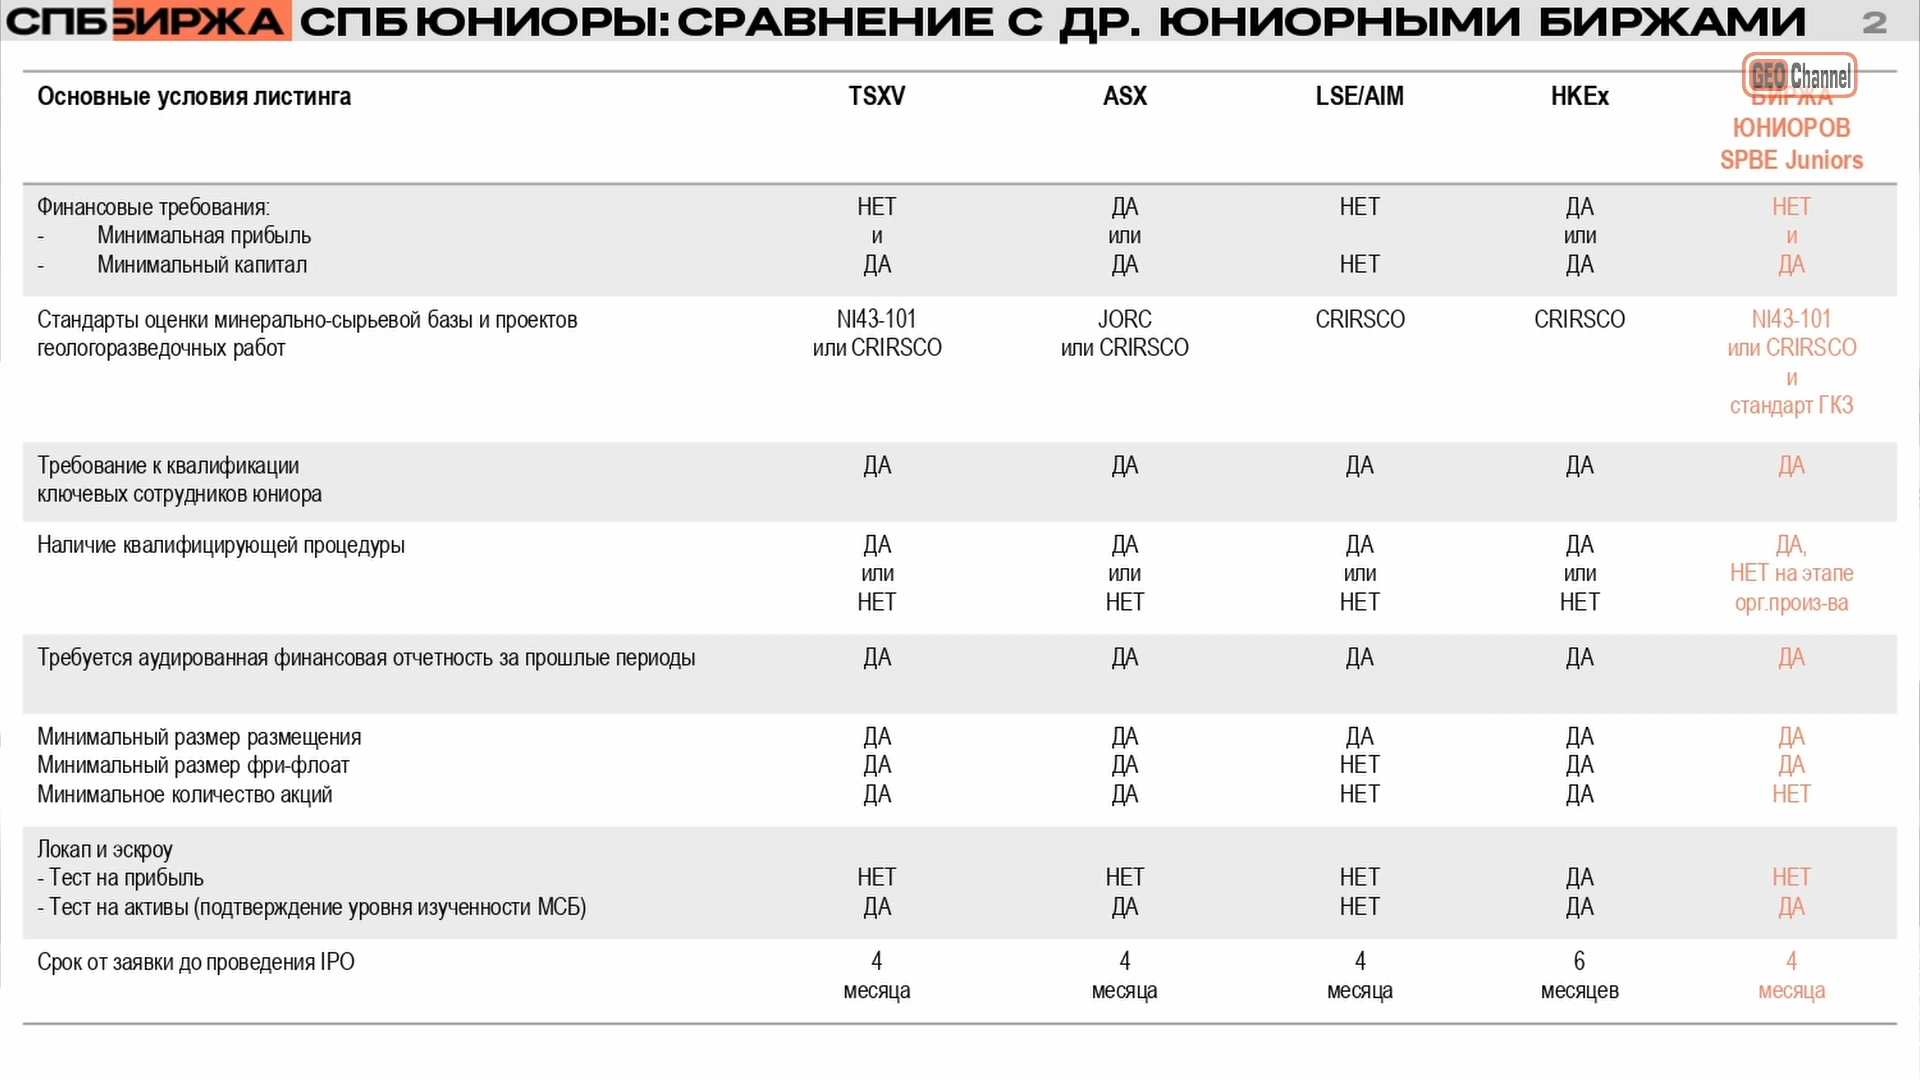 СПББИРЖА СПБ ЮНИОРЫ: СРАВНЕНИЕ С ДР. ЮНИОРНЫМИ БИРЖАМИ 2
GEO Channel
Основные условия листинга TSXV ASX LSE/AIM HKEx БИРЖА
ЮНИОРОВ
SPBE Juniors
Финансовые требования: НЕТ ДА НЕТ ДА НЕТ
- Минимальная прибыль и или или и
- Минимальный капитал ДА ДА НЕТ ДА ДА
Стандарты оценки минерально-сырьевой базы и проектов NI43-101 JORC CRIRSCO CRIRSCO NI43-101
геологоразведочных работ или CRIRSCO или CRIRSCO или CRIRSCO
и
стандарт ГКЗ
Требование к квалификации ДА ДА ДА ДА ДА
ключевых сотрудников юниора
Наличие квалифицирующей процедуры ДА ДА ДА ДА ДА,
или или или или НЕТ на этапе
НЕТ НЕТ НЕТ НЕТ орг.произ-ва
Требуется аудированная финансовая отчетность за прошлые периоды ДА ДА ДА ДА ДА
Минимальный размер размещения ДА ДА ДА ДА ДА
Минимальный размер фри-флоат ДА ДА НЕТ ДА ДА
Минимальное количество акций ДА ДА НЕТ ДА НЕТ
Локап и эскроу
- Тест на прибыль НЕТ НЕТ НЕТ ДА НЕТ
- Тест на активы (подтверждение уровня изученности МСБ) ДА ДА НЕТ ДА ДА
Срок от заявки до проведения IPO 4 4 4 6 4
месяца месяца месяца месяцев месяца